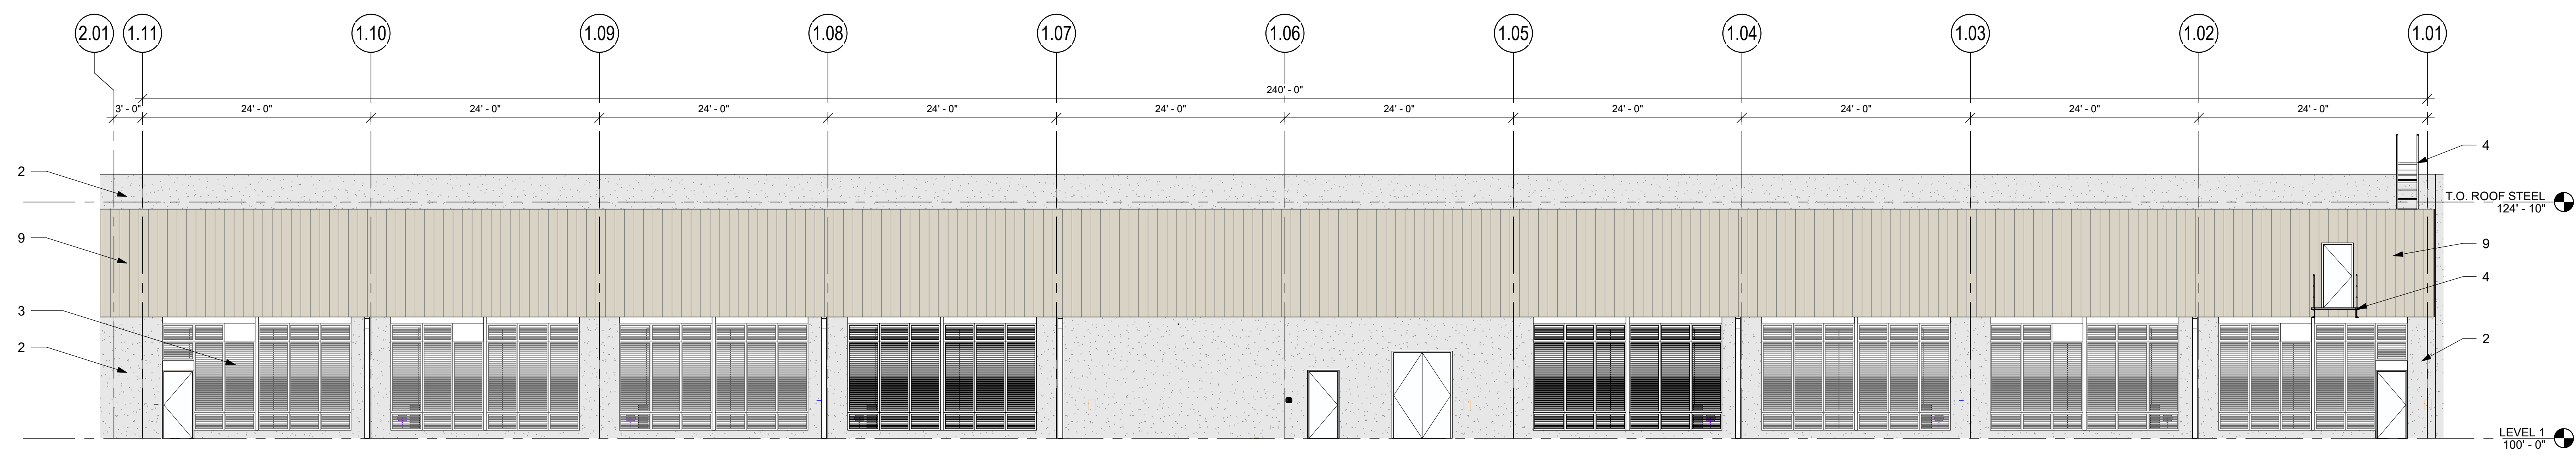 2.01 1.11 1.10 1.09 1.08 1.07 1.06 1.05 1.04 1.03 1.02 1.01
240' - 0"
3' - 0" 24' - 0" 24' - 0" 24' - 0" 24' - 0" 24' - 0" 24' - 0" 24' - 0" 24' - 0" 24' - 0" 24' - 0"
4
2
T.O. ROOF STEEL
124' - 10"
9
9
4
3
2
2
LEVEL 1
100' - 0"